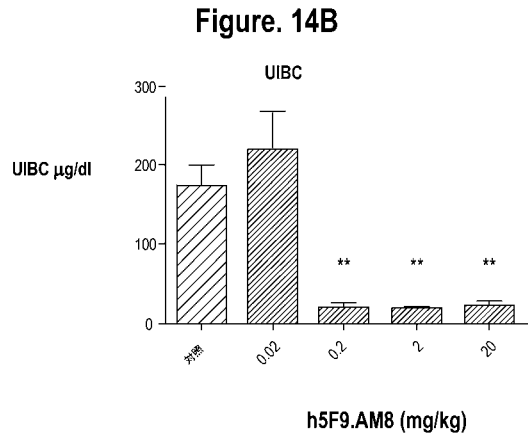 Figure. 14B
UIBC
UIBC µg/dl
300
200
100
0
** ** **
对照 0.02 0.2 2 20
h5F9.AM8 (mg/kg)